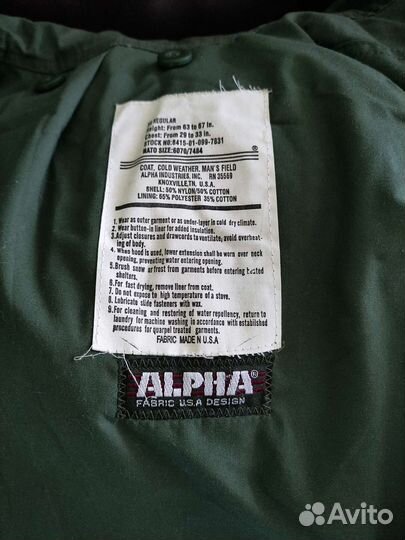 REGULAR
Height: From 63 to 67 in.
Chest: From 29 to 33 in.
STOCK NO:8415-01-099-7831
NATO SIZE:6070/7484
®
COAT, COLD WEATHER, MAN'S FIELD
ALPHA INDUSTRIES, INC. RN 35569
KNOXVILLE, TN. U.S.A.
SHELL: 50% NYLON/50% COTTON
LINING: 65% POLYESTER 35% COTTON
1. Wear as outer garment or as under-layer in cold dry climate.
2. Wear button-in liner for added insulation.
3. Adjust closures and drawcords to ventilate; avoid overheat-
ing of body.
4. When hood is used, lower extension shall be worn over neck
opening, preventing water entering opening.
5. Brush snow or frost from garments before entering heated
shelters.
6. For fast drying, remove liner from coat.
7. Do not expose to high temperature of a stove.
8. Lubricate slide fasteners with wax.
9. For cleaning and restoring of water repellency, return to
laundry for machine washing in accordance with established
procedures for quarpel treated garments.
FABRIC MADE IN U.S.A
ALPHA®
FABRIC U.S.A DESIGN
Avito